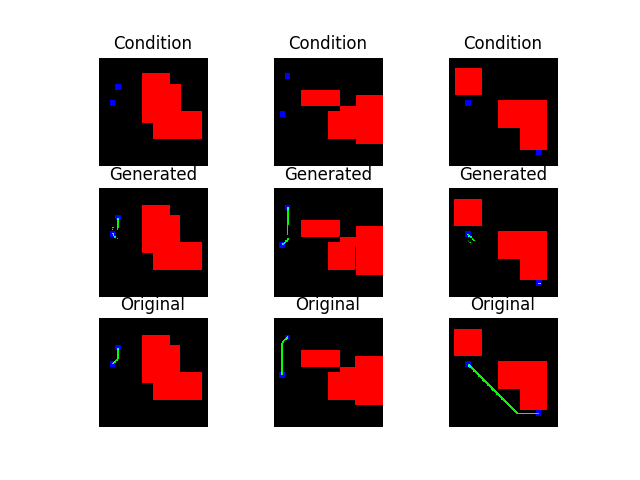 Condition Condition Condition
Generated Generated Generated
Original Original Original